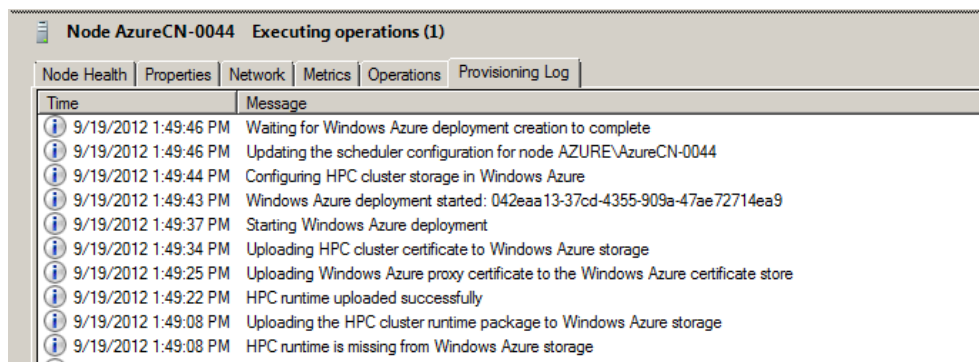 Node AzureCN-0044 Executing operations (1)
Node Health Properties Network Metrics Operations Provisioning Log
Time Message
9/19/2012 1:49:46 PM Waiting for Windows Azure deployment creation to complete
9/19/2012 1:49:46 PM Updating the scheduler configuration for node AZURE\AzureCN-0044
9/19/2012 1:49:44 PM Configuring HPC cluster storage in Windows Azure
9/19/2012 1:49:43 PM Windows Azure deployment started: 042eaa13-37cd-4355-909a-47ae72714ea9
9/19/2012 1:49:37 PM Starting Windows Azure deployment
9/19/2012 1:49:34 PM Uploading HPC cluster certificate to Windows Azure storage
9/19/2012 1:49:25 PM Uploading Windows Azure proxy certificate to the Windows Azure certificate store
9/19/2012 1:49:22 PM HPC runtime uploaded successfully
9/19/2012 1:49:08 PM Uploading the HPC cluster runtime package to Windows Azure storage
9/19/2012 1:49:08 PM HPC runtime is missing from Windows Azure storage